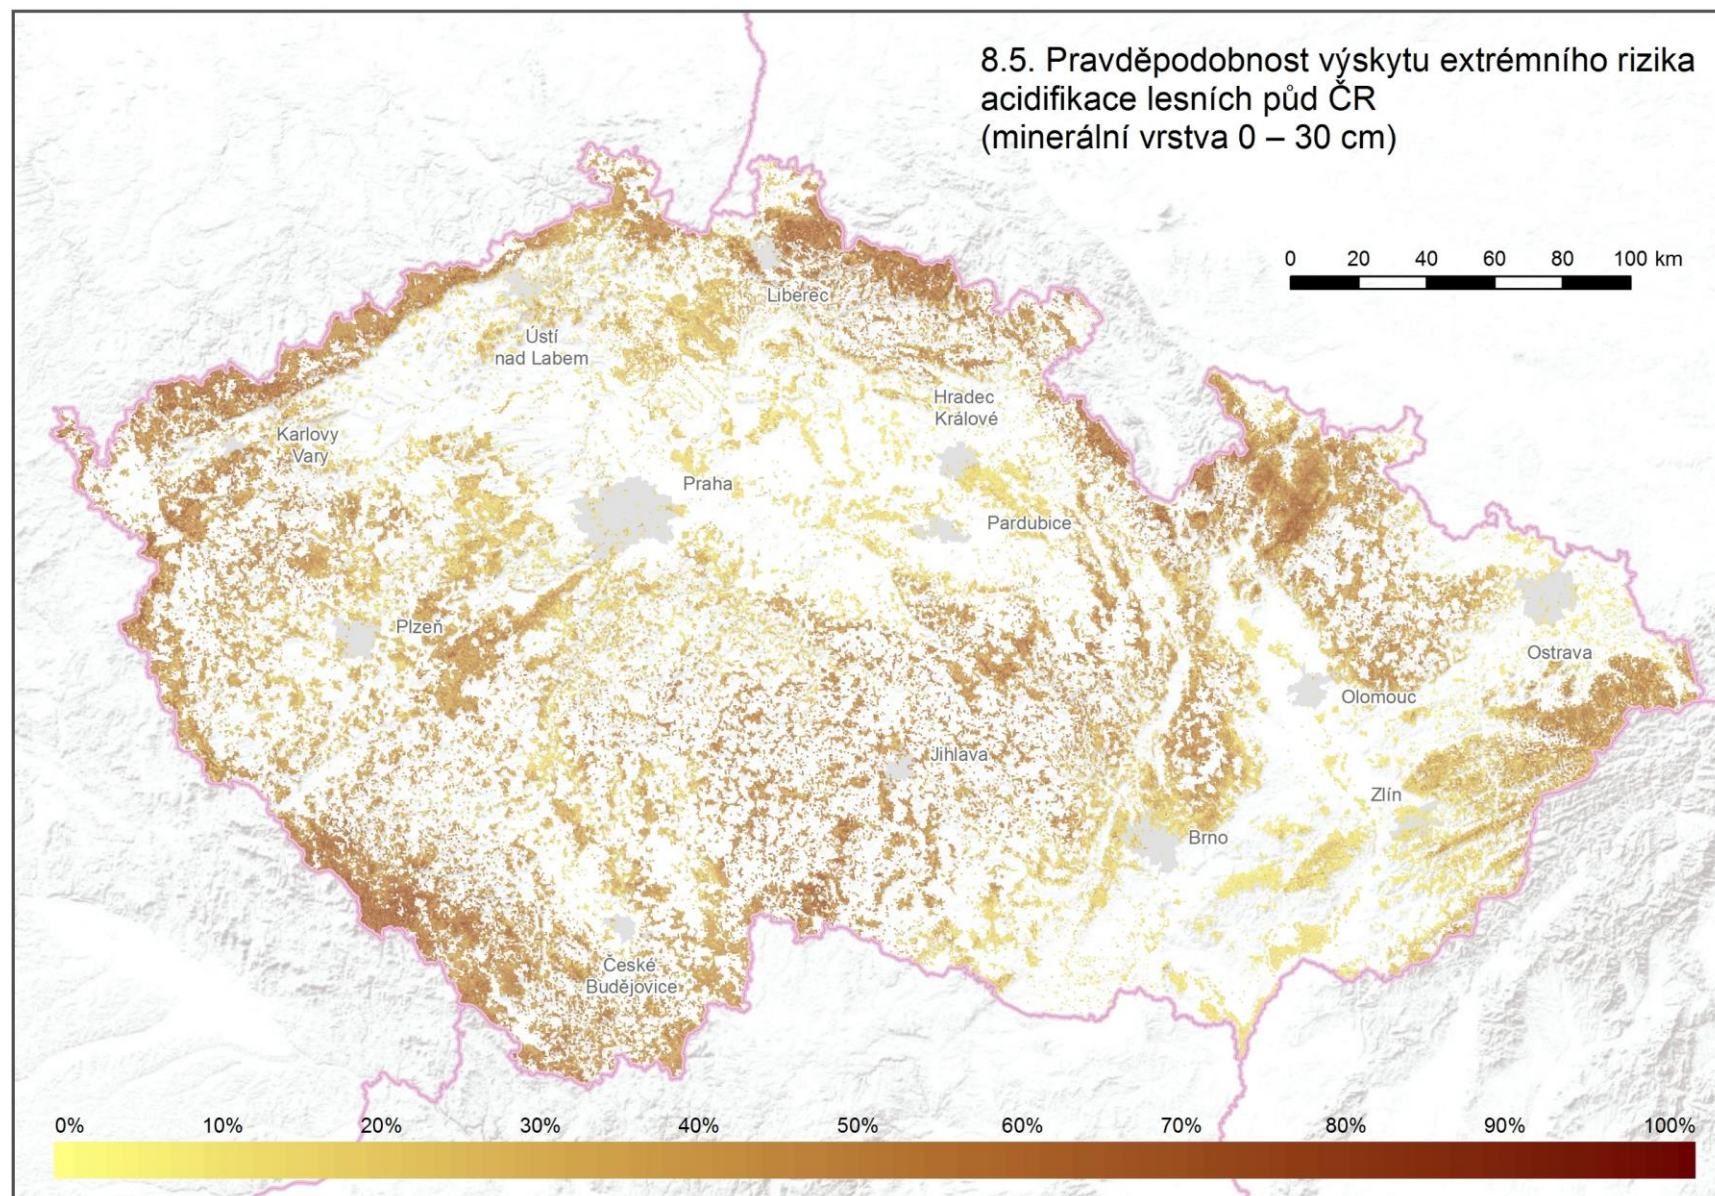 8.5. Pravděpodobnost výskytu extrémního rizika
acidifikace lesních půd ČR
(minerální vrstva 0 – 30 cm)
0 20 40 60 80 100 km
Liberec
Ústí
nad Labem
Hradec
Králové
Karlovy
Vary
Praha
Pardubice
Plzeň
Ostrava
Olomouc
Jihlava
Zlín
Brno
České
Budějovice
0% 10% 20% 30% 40% 50% 60% 70% 80% 90% 100%